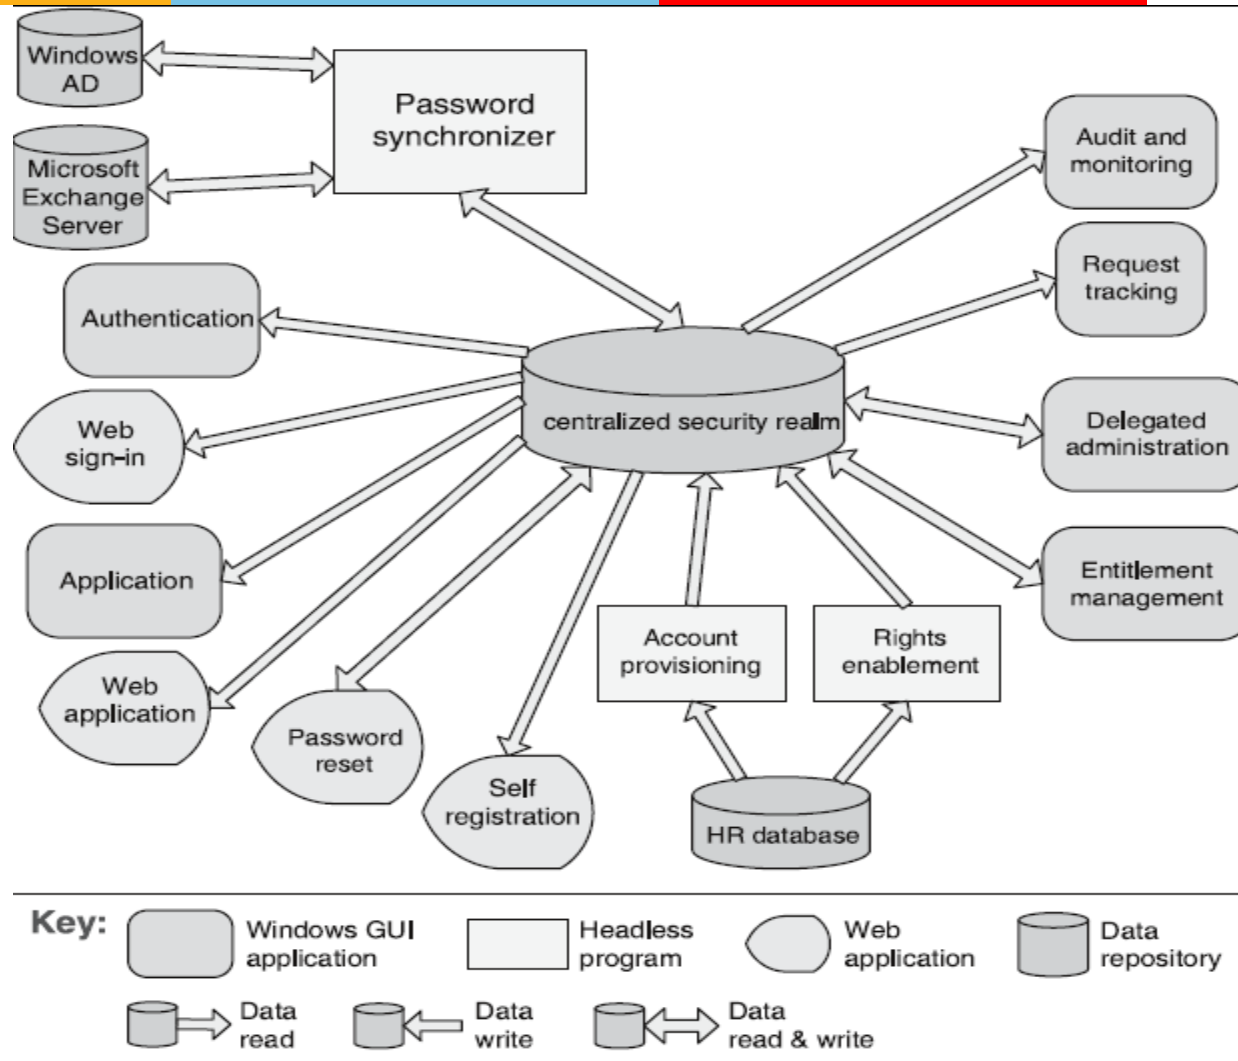 Windows
AD
Password
synchronizer
Microsoft
Exchange
Server
Audit and
monitoring
Request
tracking
Authentication
centralized security realm
Delegated
administration
Web
sign-in
Application
Entitlement
management
Account
provisioning
Rights
enablement
Web
application
Password
reset
Self
registration
HR database
Key:
Windows GUI
application
Headless
program
Web
application
Data
repository
Data
read
Data
write
Data
read & write